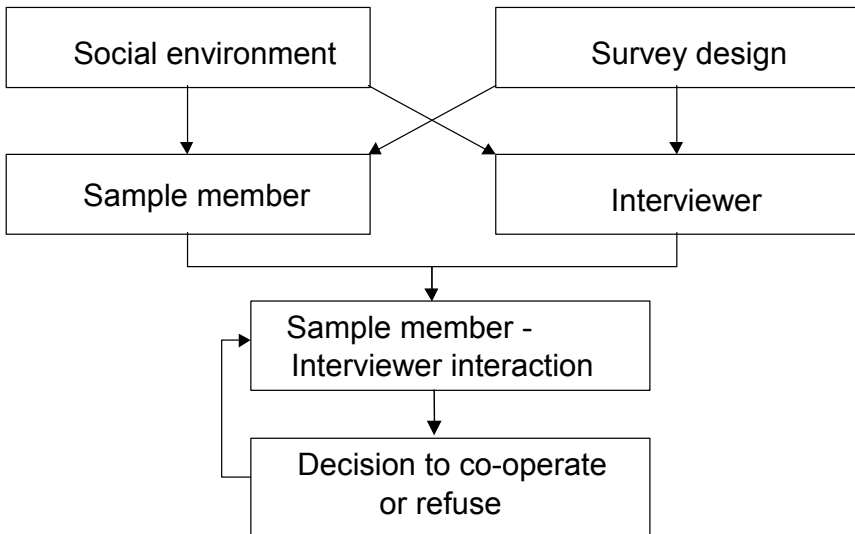 Social environment
Survey design
Sample member
Interviewer
Sample member -
Interviewer interaction
Decision to co-operate
or refuse